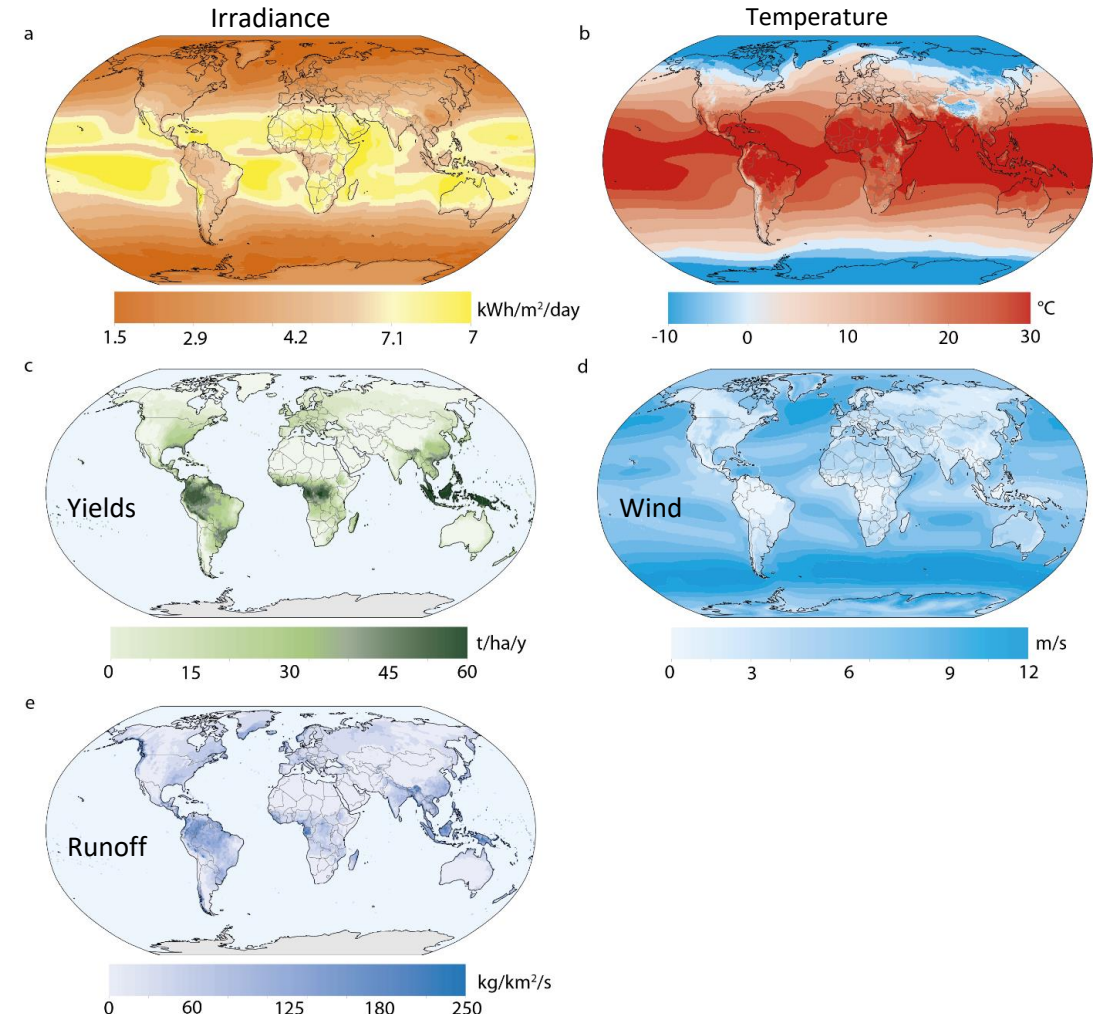 Irradiance
Temperature
a
b
kWh/m²/day
1.5 2.9 4.2 7.1 7
°C
-10 0 10 20 30
c
d
Yields
Wind
t/ha/y
0 15 30 45 60
m/s
0 3 6 9 12
e
Runoff
kg/km²/s
0 60 125 180 250